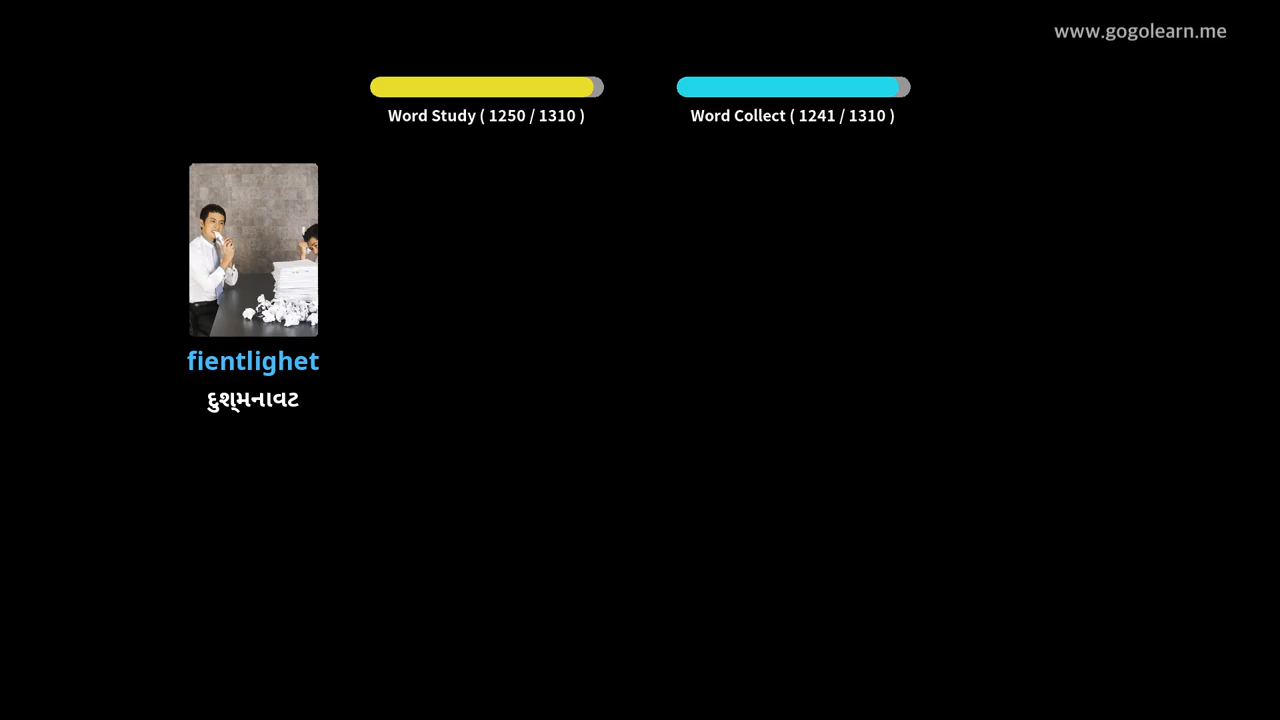 www.gogolearn.me
Word Study ( 1250 / 1310 )
Word Collect ( 1241 / 1310 )
fientlighet
દુશ્મનાવટ